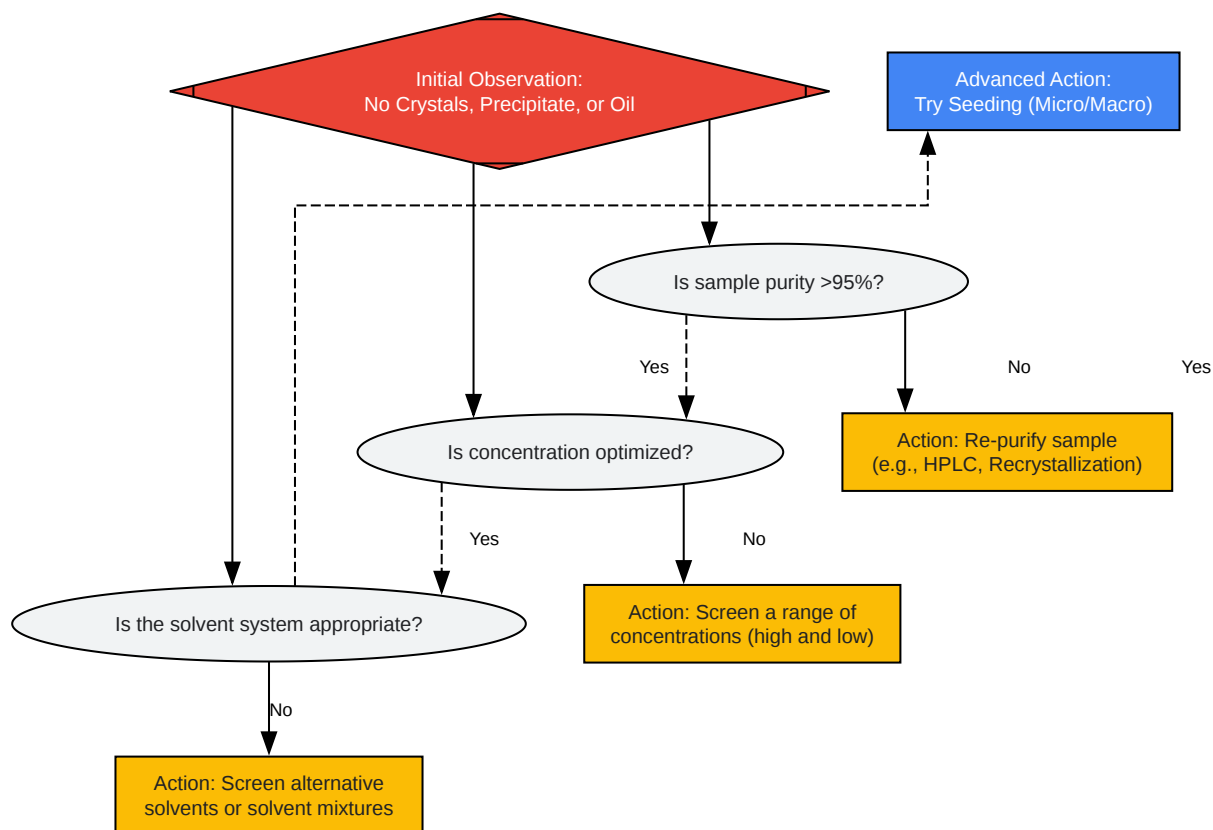 Initial Observation:
No Crystals, Precipitate, or Oil
Advanced Action:
Try Seeding (Micro/Macro)
Is sample purity >95%?
Yes
No
Yes
Is concentration optimized?
Action: Re-purify sample
(e.g., HPLC, Recrystallization)
Yes
No
Is the solvent system appropriate?
Action: Screen a range of
concentrations (high and low)
No
Action: Screen alternative
solvents or solvent mixtures